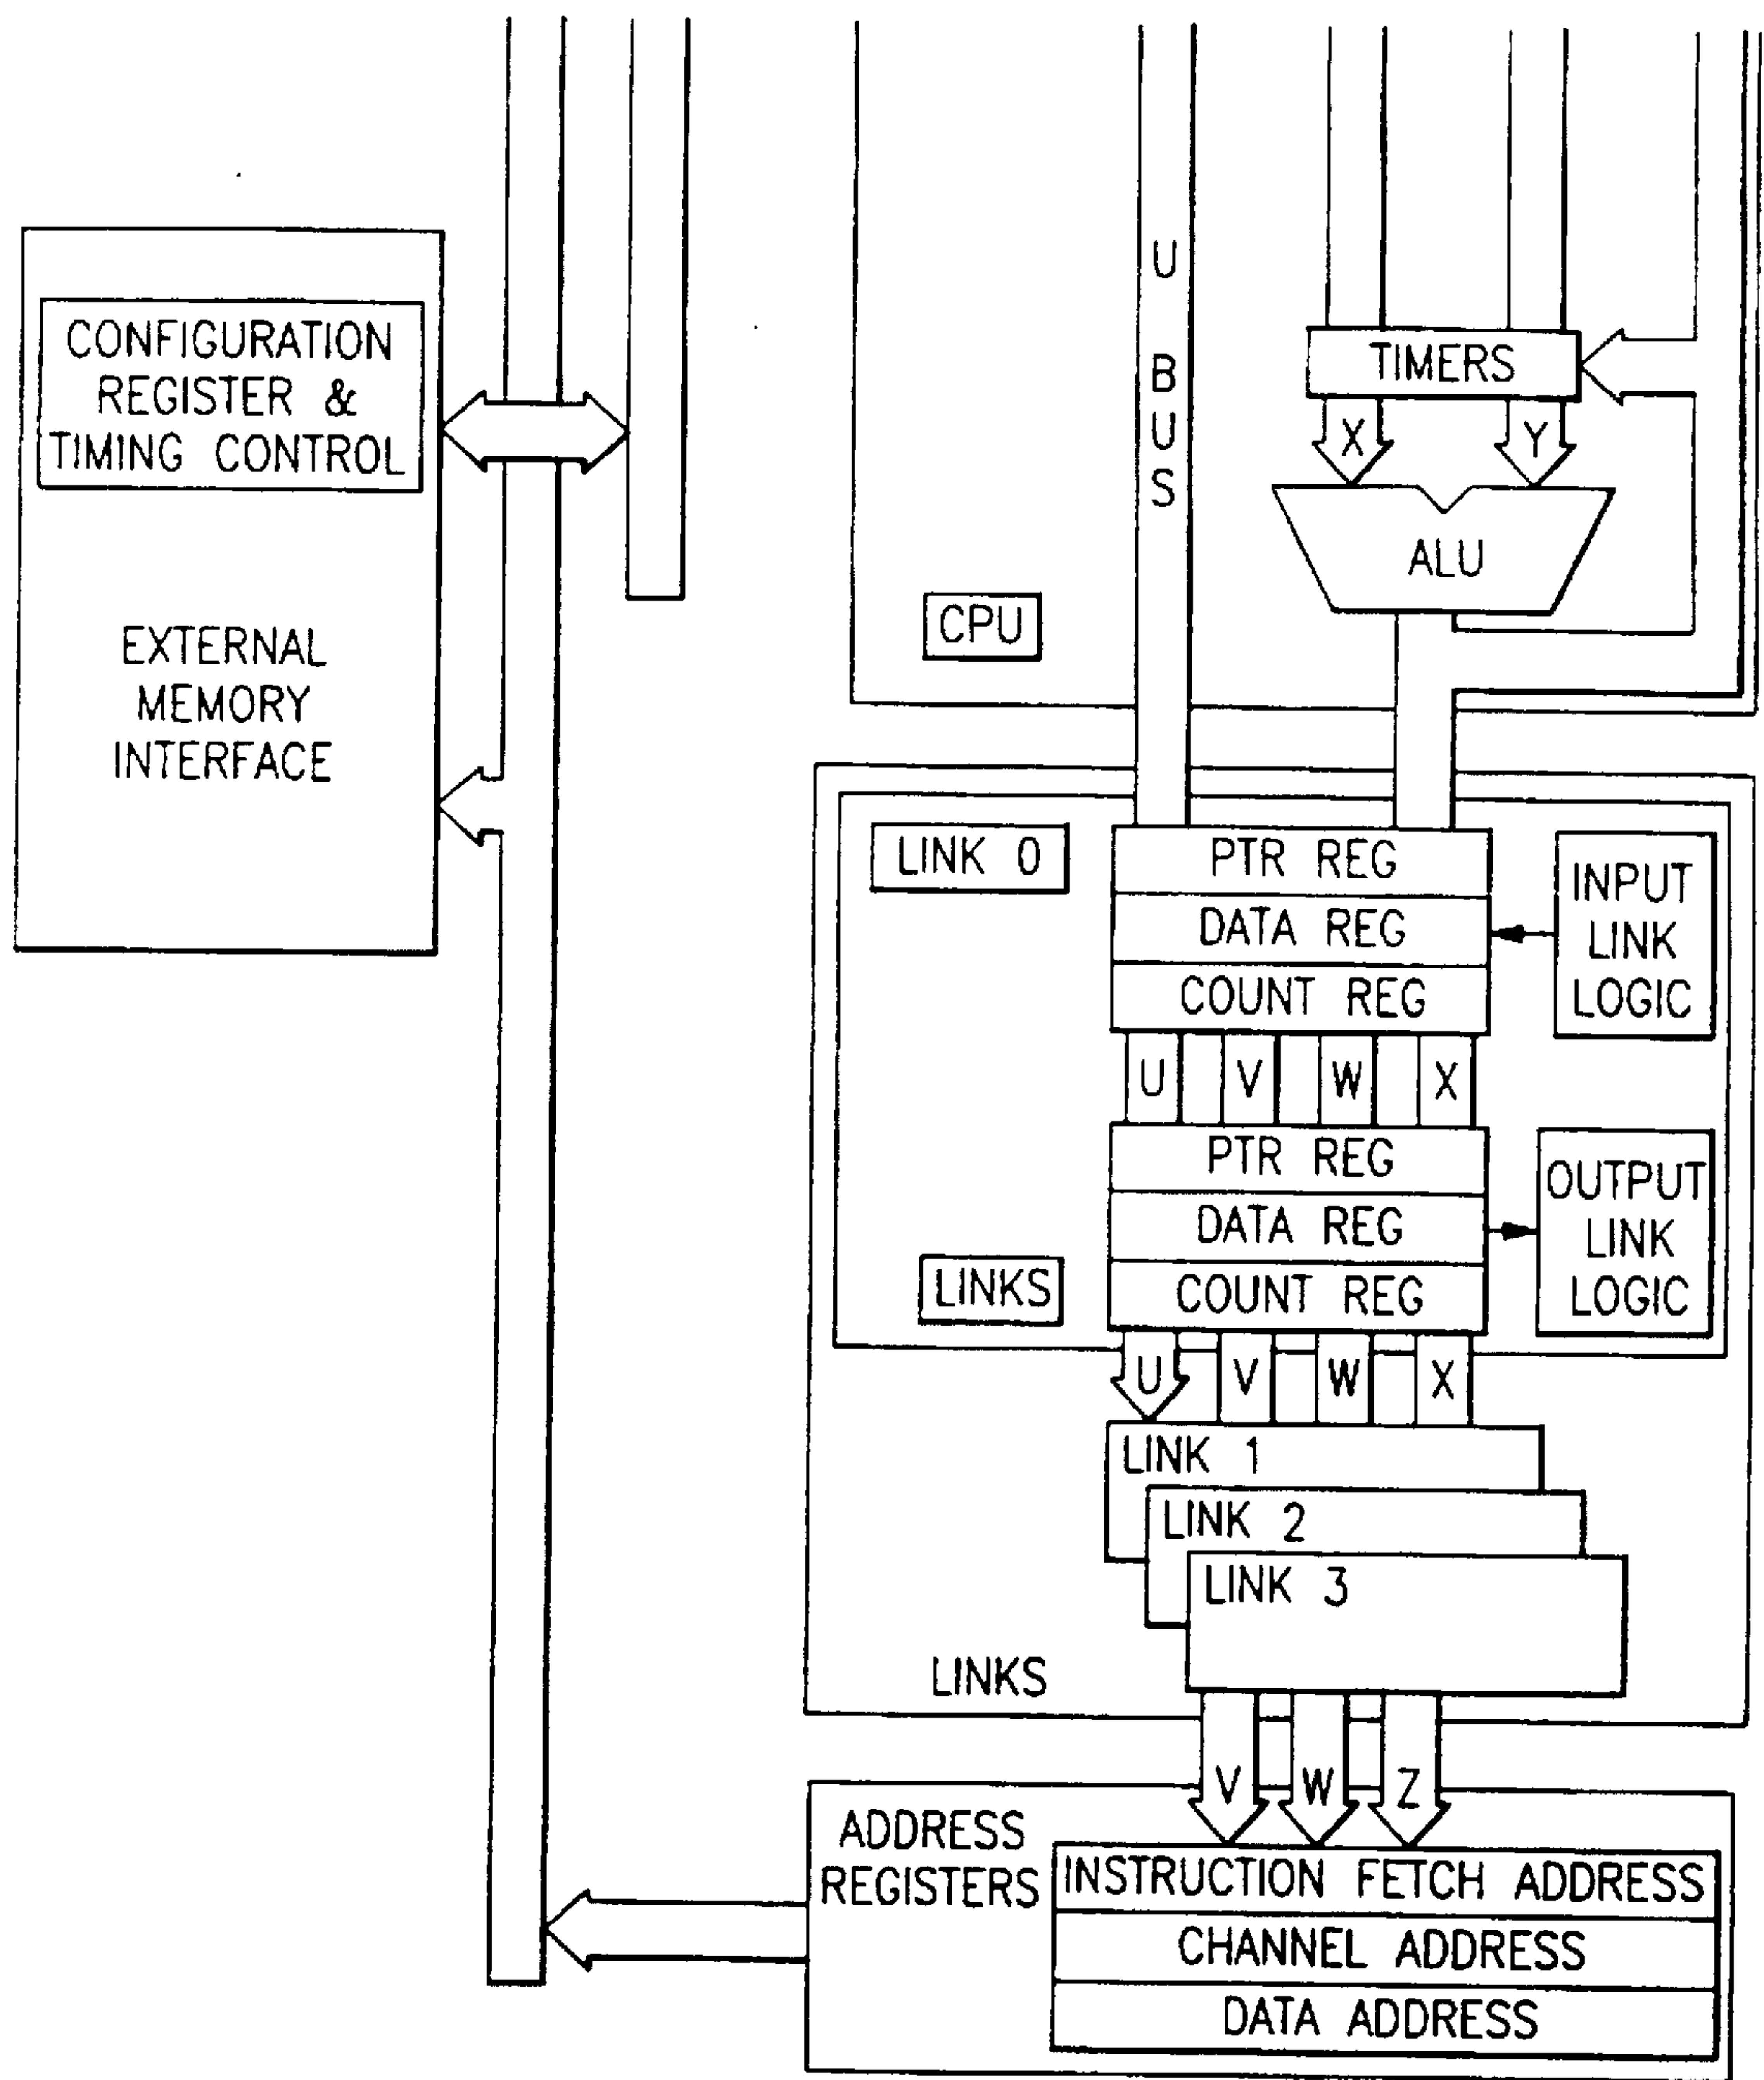 CONFIGURATION
REGISTER &
TIMING CONTROL
EXTERNAL
MEMORY
INTERFACE
U
B
U
S
TIMERS
X Y
ALU
CPU
LINK 0
PTR REG
DATA REG
COUNT REG
INPUT
LINK
LOGIC
U V W X
PTR REG
DATA REG
COUNT REG
OUTPUT
LINK
LOGIC
LINKS
U V W X
LINK 1
LINK 2
LINK 3
LINKS
V W Z
ADDRESS
REGISTERS
INSTRUCTION FETCH ADDRESS
CHANNEL ADDRESS
DATA ADDRESS